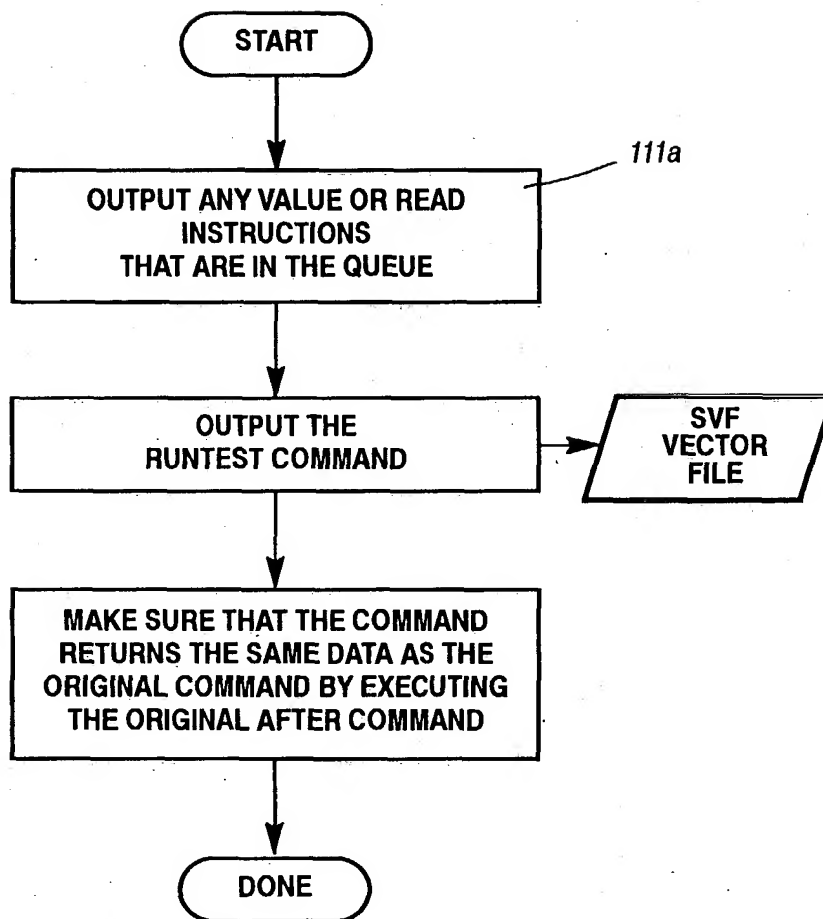 START
111a
OUTPUT ANY VALUE OR READ
INSTRUCTIONS
THAT ARE IN THE QUEUE
OUTPUT THE
RUNTEST COMMAND
SVF
VECTOR
FILE
MAKE SURE THAT THE COMMAND
RETURNS THE SAME DATA AS THE
ORIGINAL COMMAND BY EXECUTING
THE ORIGINAL AFTER COMMAND
DONE